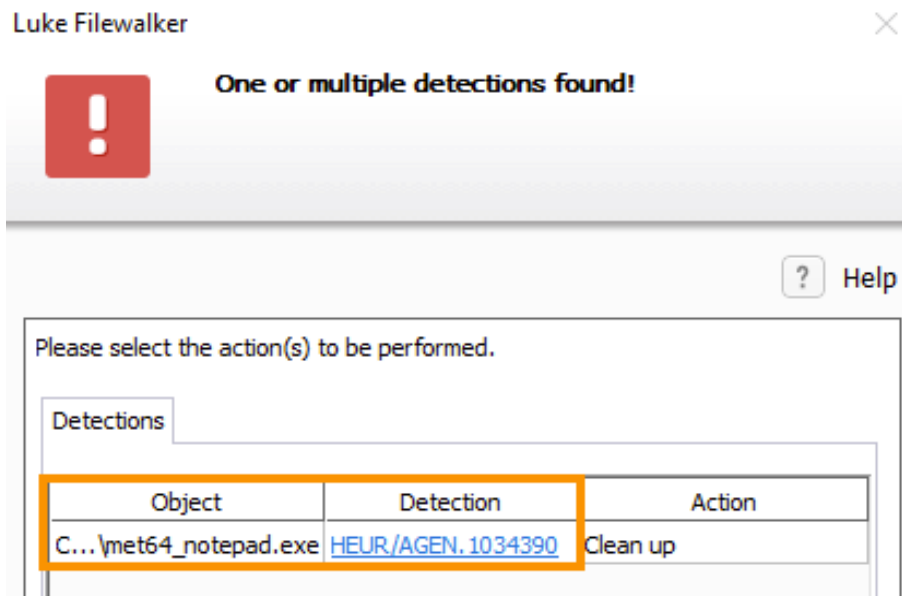 Luke Filewalker
One or multiple detections found!
? Help
Please select the action(s) to be performed.
Detections
Object Detection Action
C...\met64_notepad.exe HEUR/AGEN.1034390 Clean up